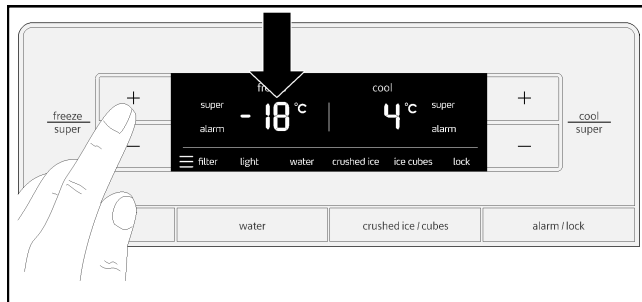 freeze
super
+
−
fre
super
alarm
- 18 °C
cool
4 °C
super
alarm
filter light water crushed ice ice cubes lock
+
−
cool
super
water
crushed ice / cubes
alarm / lock